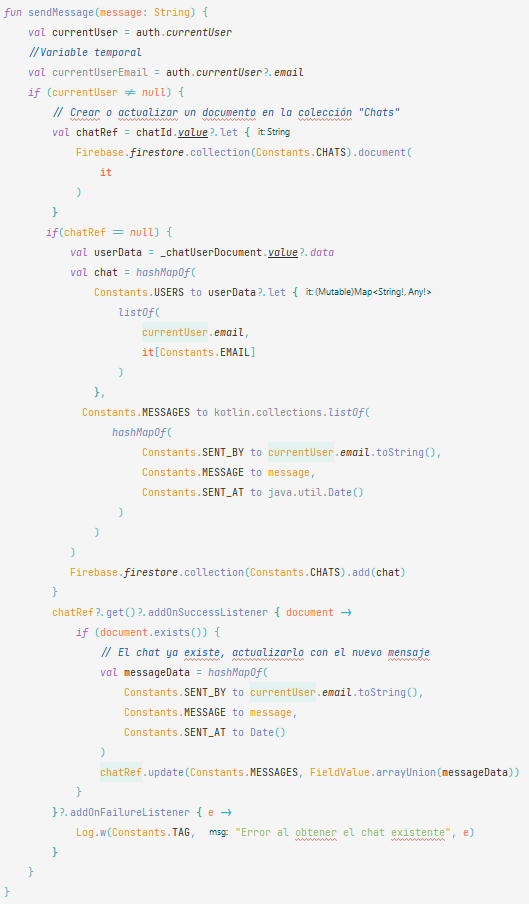 fun sendMessage(message: String) {
    val currentUser = auth.currentUser
    //Variable temporal
    val currentUserEmail = auth.currentUser?.email
    if (currentUser ≠ null) {
        // Crear o actualizar un documento en la colección "Chats"
        val chatRef = chatId.value?.let { it: String
            Firebase.firestore.collection(Constants.CHATS).document(
                it
            )
        }
       if(chatRef == null) {
           val userData = _chatUserDocument.value?.data
           val chat = hashMapOf(
               Constants.USERS to userData?.let { it: (Mutable)Map<String!, Any!>
                   listOf(
                       currentUser.email,
                       it[Constants.EMAIL]
                   )
               },
             Constants.MESSAGES to kotlin.collections.listOf(
                  hashMapOf(
                       Constants.SENT_BY to currentUser.email.toString(),
                       Constants.MESSAGE to message,
                       Constants.SENT_AT to java.util.Date()
                   )
               )
           )
           Firebase.firestore.collection(Constants.CHATS).add(chat)
        }
        chatRef?.get()?.addOnSuccessListener { document →
            if (document.exists()) {
                // El chat ya existe, actualizarlo con el nuevo mensaje
                val messageData = hashMapOf(
                    Constants.SENT_BY to currentUser.email.toString(),
                    Constants.MESSAGE to message,
                    Constants.SENT_AT to Date()
                )
                chatRef.update(Constants.MESSAGES, FieldValue.arrayUnion(messageData))
            }
        }?.addOnFailureListener { e →
            Log.w(Constants.TAG, msg: "Error al obtener el chat existente", e)
        }
    }
}